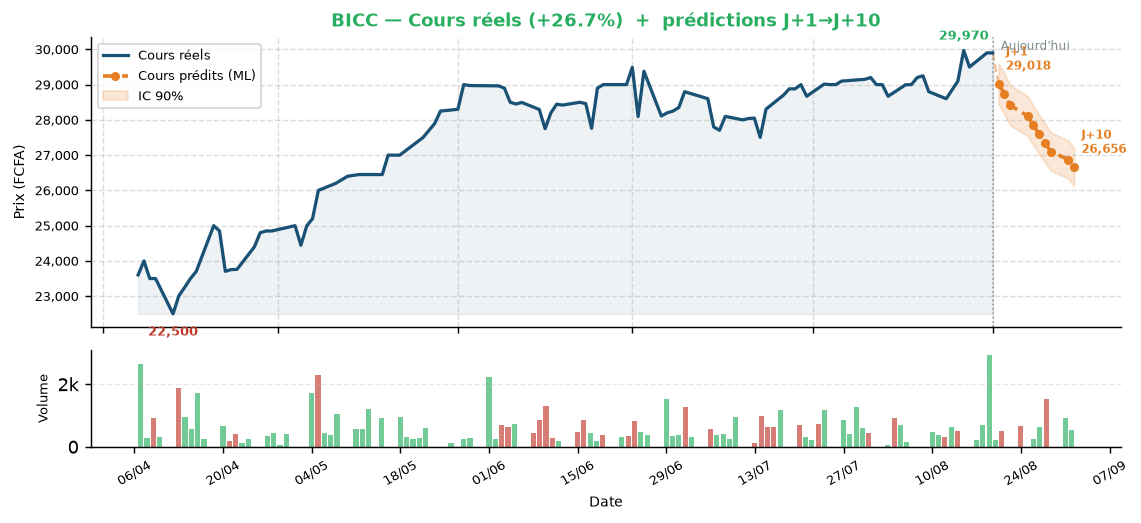 BICC — Cours réels (+26.7%) + prédictions J+1→J+10
Cours réels
Cours prédits (ML)
IC 90%
29,970
Aujourd'hui
J+1
29,018
J+10
26,656
22,500
Prix (FCFA)
30,000
29,000
28,000
27,000
26,000
25,000
24,000
23,000
Volume
2k
0
06/04
20/04
04/05
18/05
01/06
15/06
29/06
13/07
27/07
10/08
24/08
07/09
Date